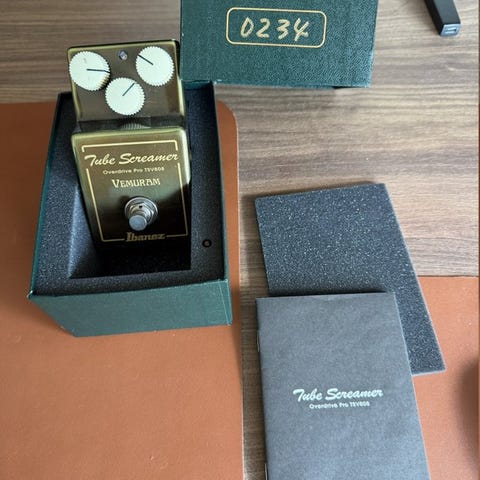 0234
Tube Screamer
Overdrive Pro TSV808
VEMURAM
Ibanez
Tube Screamer
Overdrive Pro TSV808